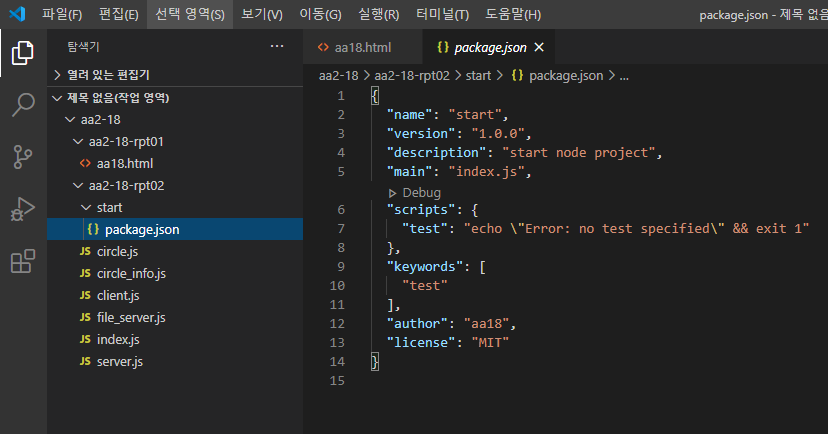 파일(F) 편집(E) 선택 영역(S) 보기(V) 이동(G) 실행(R) 터미널(T) 도움말(H) package.json - 제목 없음
탐색기 ···
열려 있는 편집기
제목 없음(작업 영역)
aa2-18
aa2-18-rpt01
<> aa18.html
aa2-18-rpt02
start
{} package.json
JS circle.js
JS circle_info.js
JS client.js
JS file_server.js
JS index.js
JS server.js
<> aa18.html {} package.json ×
aa2-18 > aa2-18-rpt02 > start > {} package.json > ...
1 {
2 "name": "start",
3 "version": "1.0.0",
4 "description": "start node project",
5 "main": "index.js",
Debug
6 "scripts": {
7 "test": "echo \"Error: no test specified\" && exit 1"
8 },
9 "keywords": [
10 "test"
11 ],
12 "author": "aa18",
13 "license": "MIT"
14 }
15